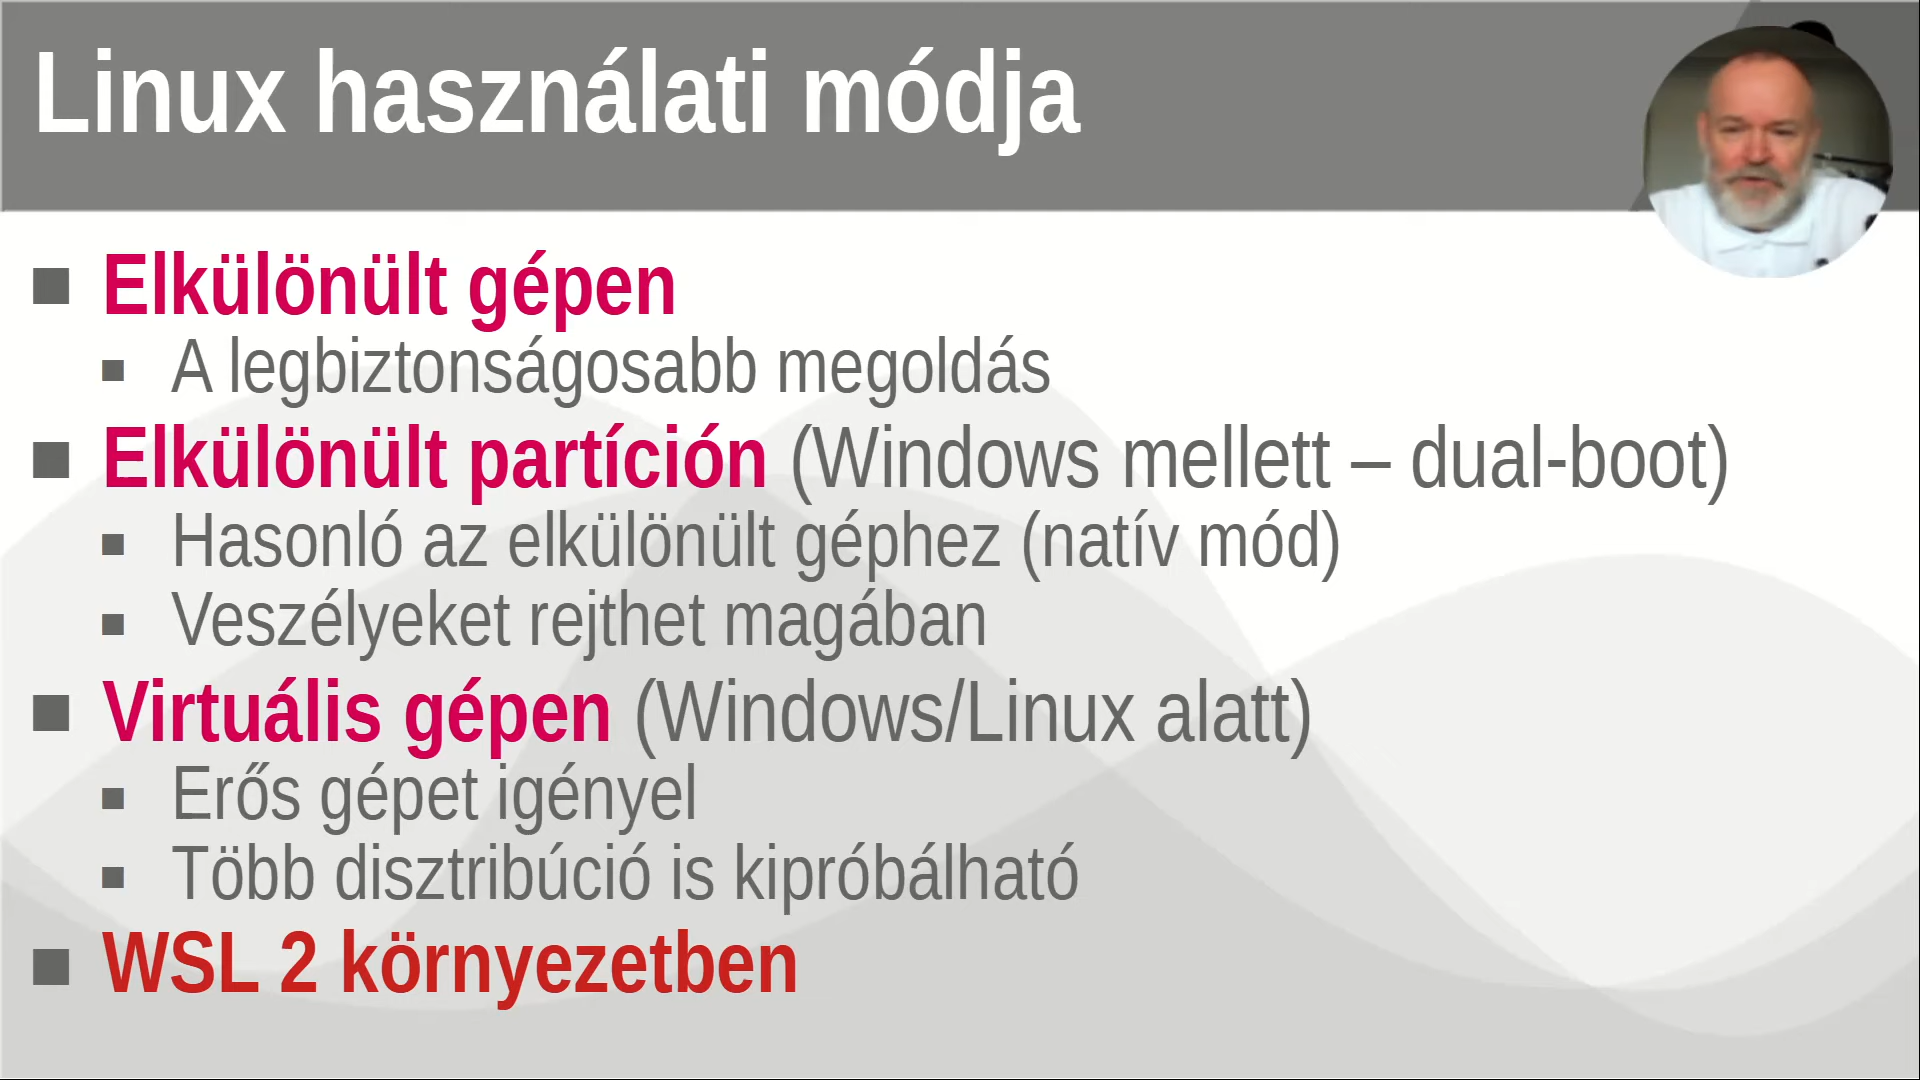 Linux használati módja
Elkülönült gépen
A legbiztonságosabb megoldás
Elkülönült partíción (Windows mellett – dual-boot)
Hasonló az elkülönült géphez (natív mód)
Veszélyeket rejthet magában
Virtuális gépen (Windows/Linux alatt)
Erős gépet igényel
Több disztribúció is kipróbálható
WSL 2 környezetben